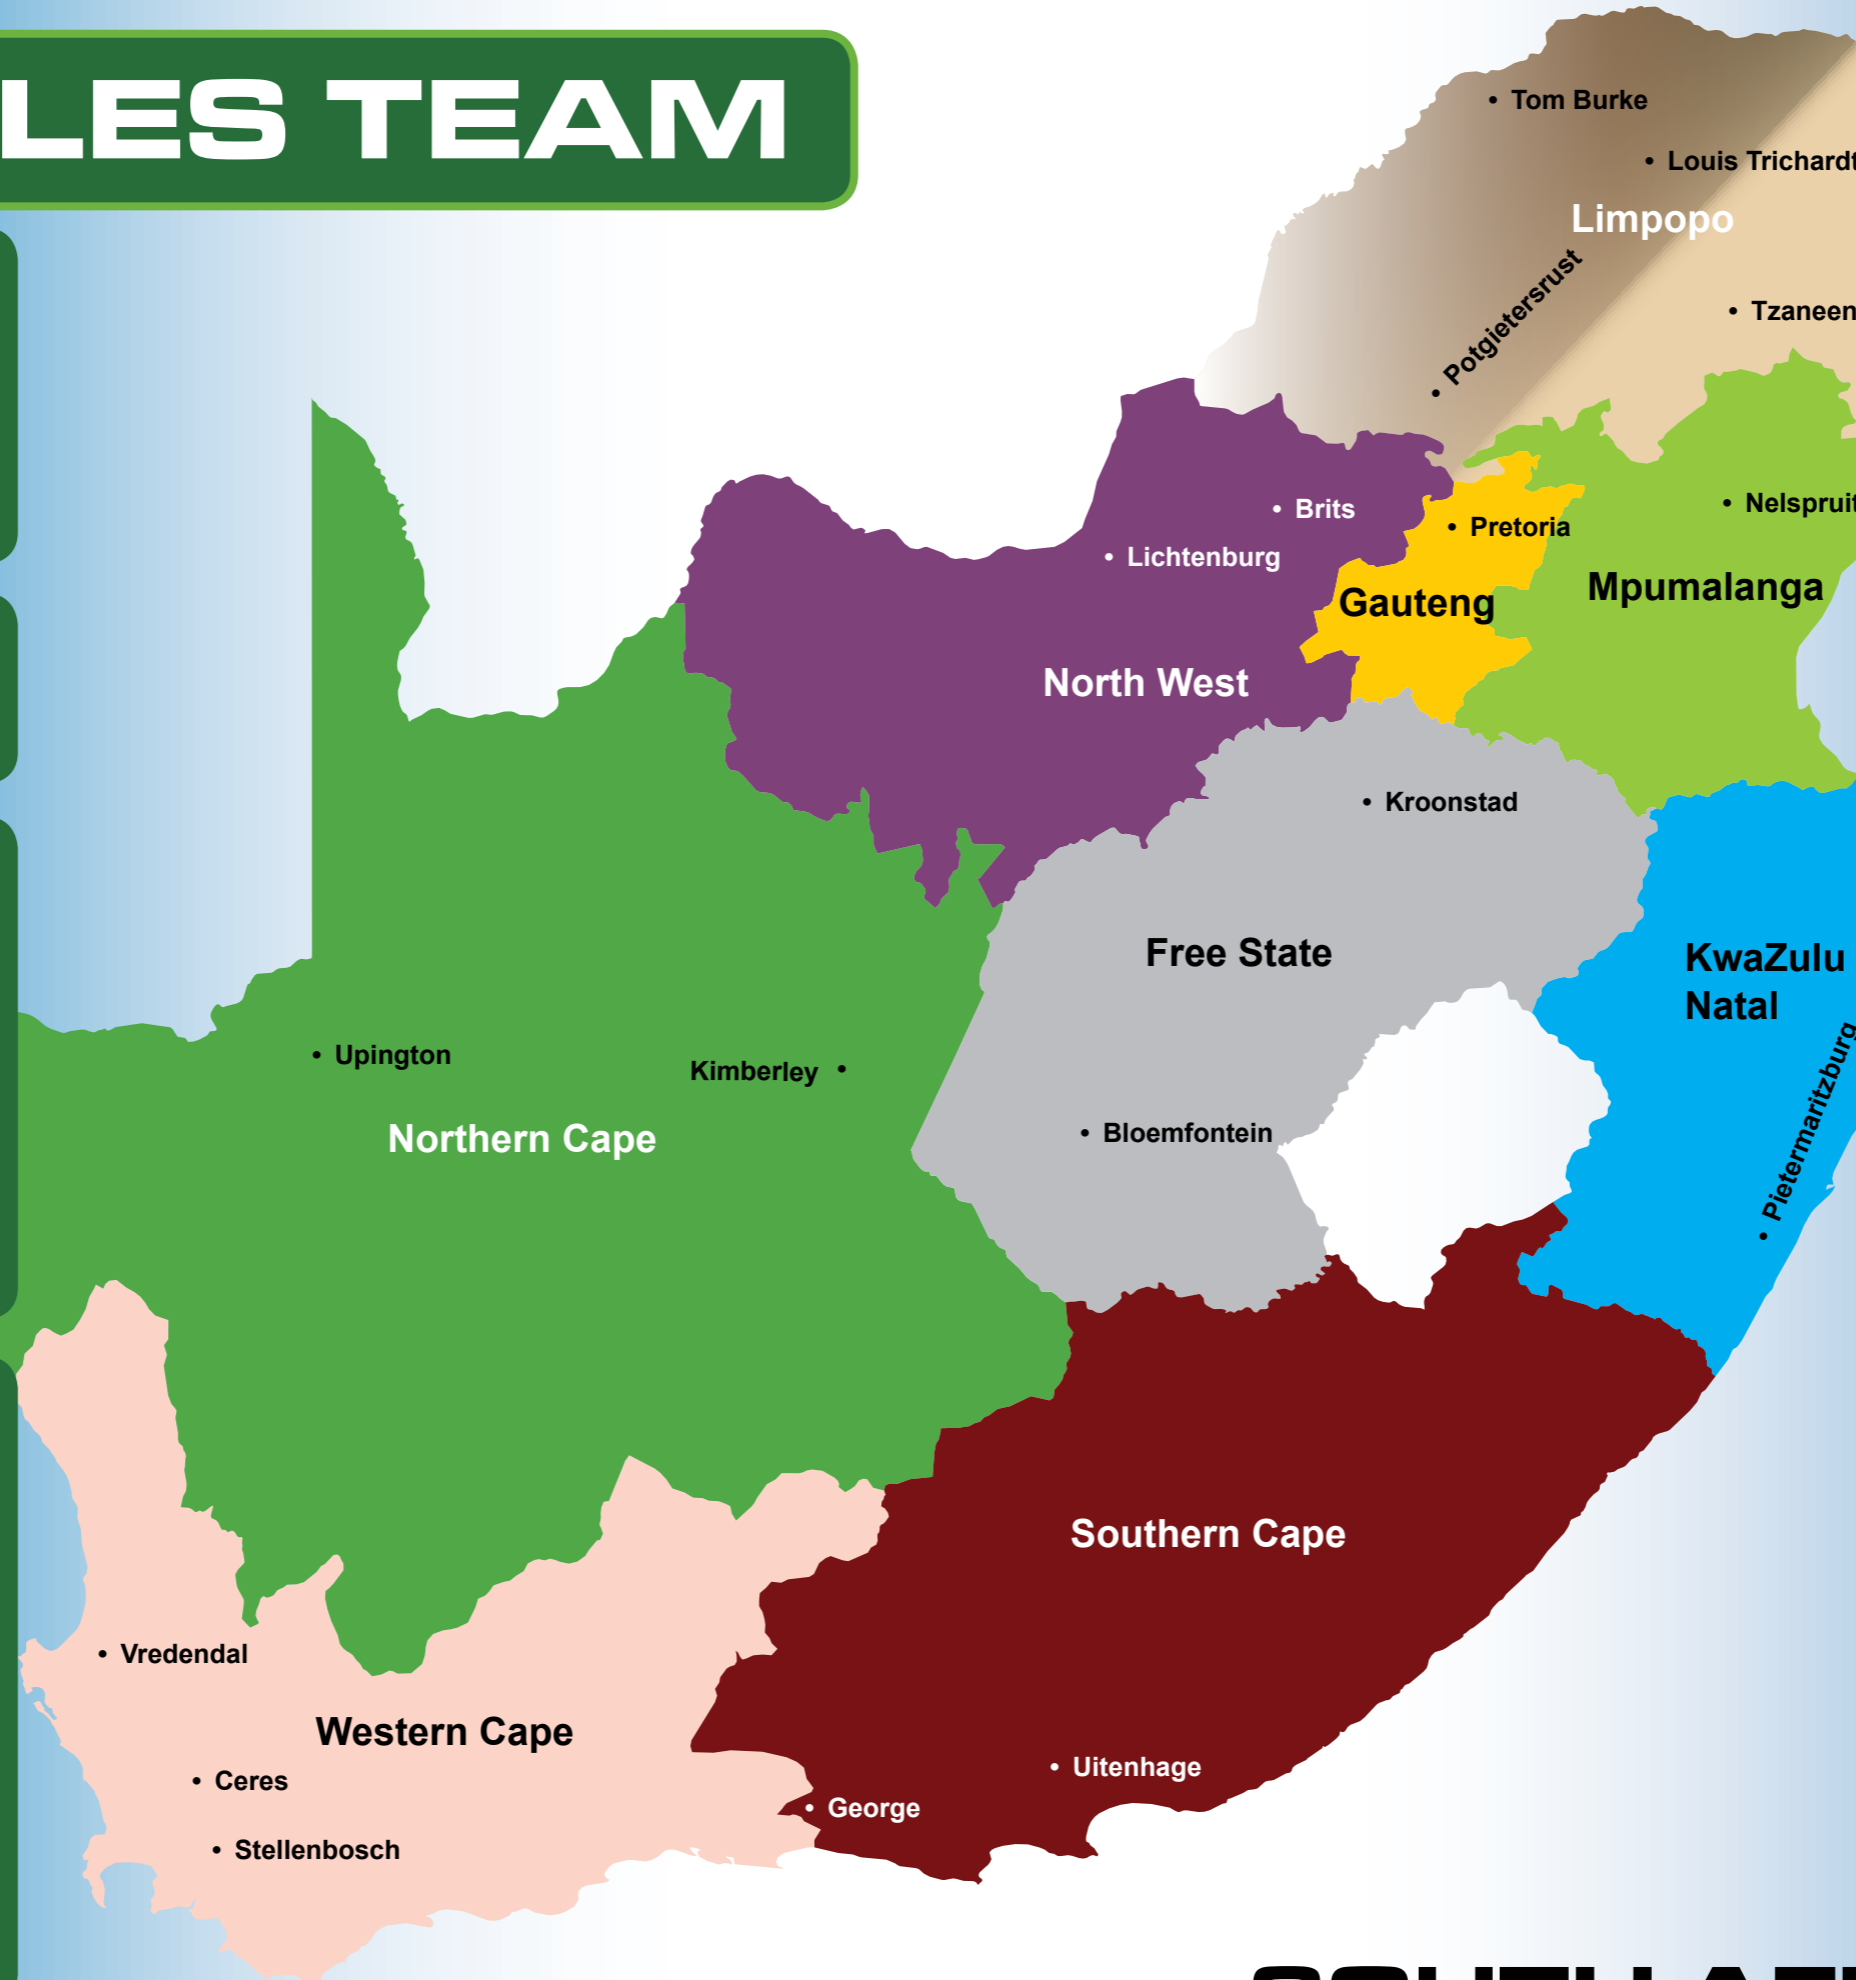 LES TEAM
Tom Burke
Louis Trichardt
Limpopo
Potgietersrust
Tzaneen
Brits
Pretoria
Nelspruit
Lichtenburg
Mpumalanga
Gauteng
North West
Kroonstad
Free State
KwaZulu
Natal
Upington
Kimberley
Pietermaritzburg
Bloemfontein
Northern Cape
Southern Cape
Vredendal
Western Cape
Uitenhage
Ceres
George
Stellenbosch